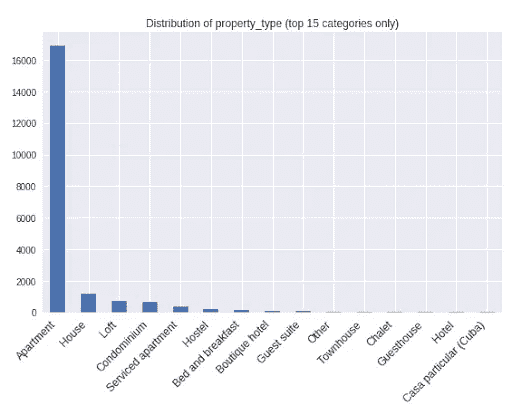 Distribution of property_type (top 15 categories only)
16000
14000
12000
10000
8000
6000
4000
2000
0
Apartment
House
Loft
Condominium
Serviced apartment
Hostel
Bed and breakfast
Boutique hotel
Guest suite
Other
Townhouse
Chalet
Guesthouse
Hotel
Casa particular (Cuba)